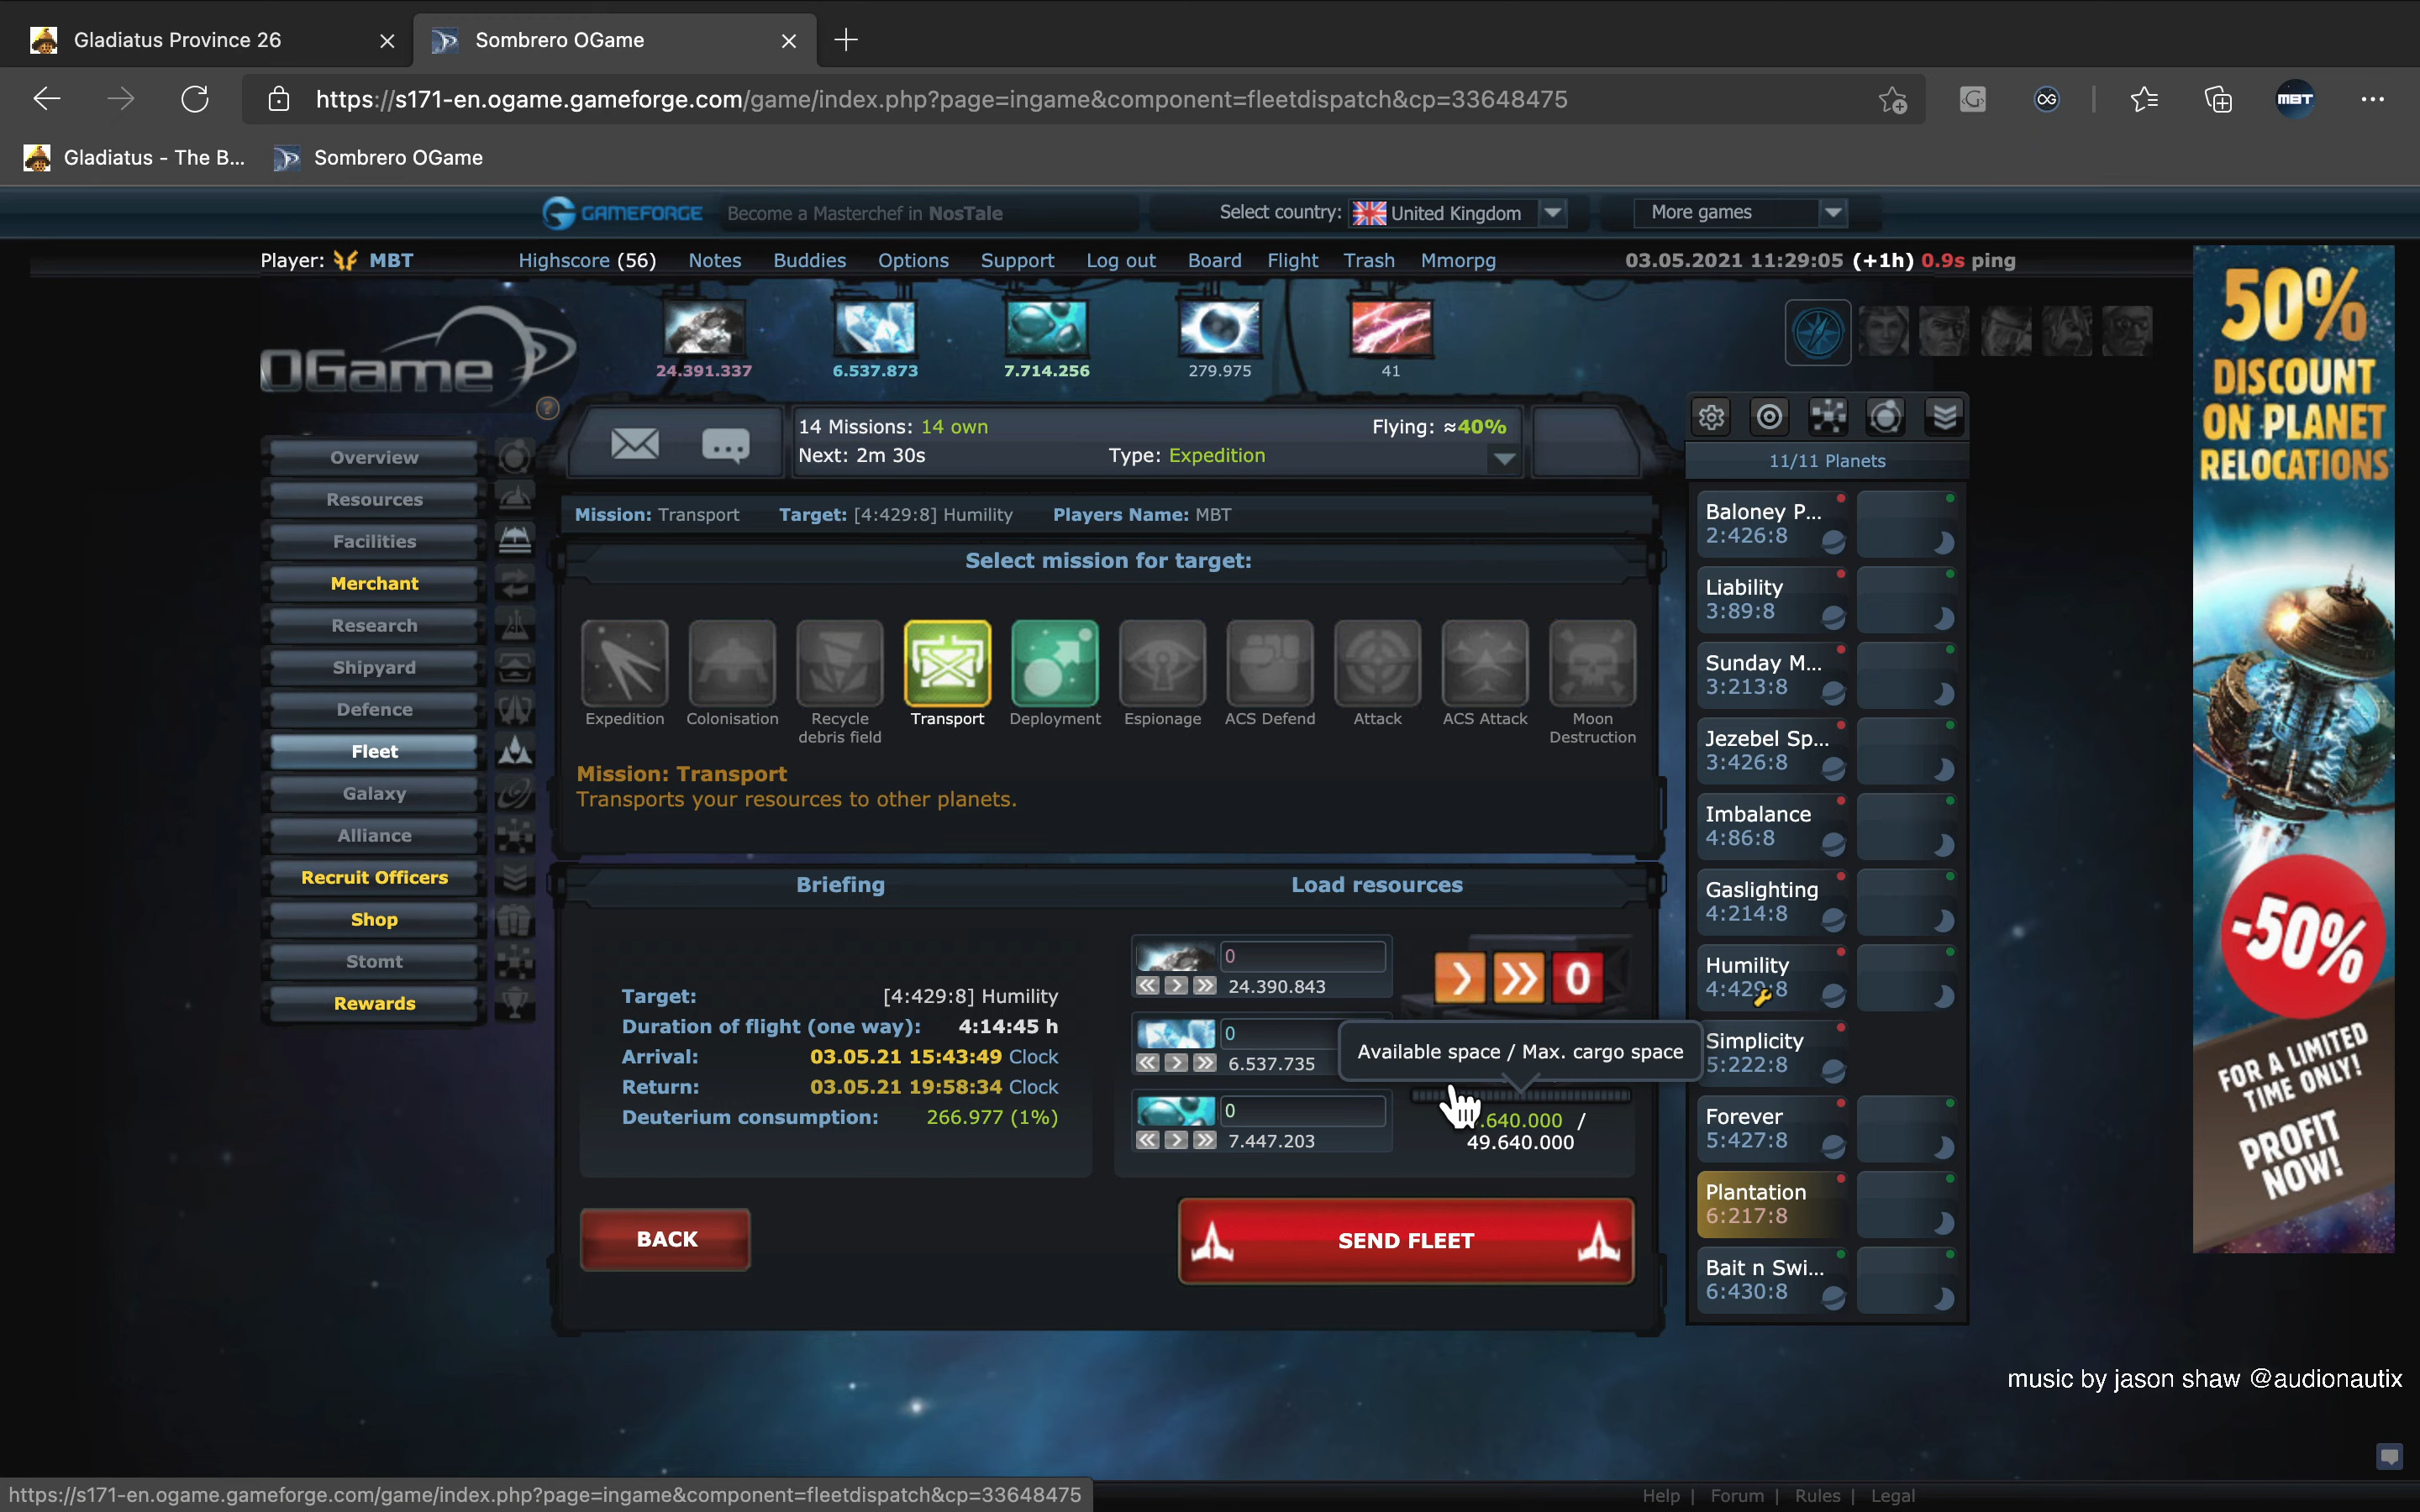 Gladiatus Province 26
Sombrero OGame
https://s171-en.ogame.gameforge.com/game/index.php?page=ingame&component=fleetdispatch&cp=33648475
MBT
Gladiatus - The B...
Sombrero OGame
GAMEFORGE
Become a Masterchef in NosTale
Select country: United Kingdom
More games
Player: MBT
Highscore (56) Notes Buddies Options Support Log out Board Flight Trash Mmorpg
03.05.2021 11:29:05 (+1h) 0.9s ping
OGame
?
24.391.337 6.537.873 7.714.256 279.975 41
14 Missions: 14 own
Flying: ≈40%
Next: 2m 30s
Type: Expedition
Mission: Transport Target: [4:429:8] Humility Players Name: MBT
Select mission for target:
Expedition
Colonisation
Recycle
debris field
Transport
Deployment
Espionage
ACS Defend
Attack
ACS Attack
Moon
Destruction
Mission: Transport
Transports your resources to other planets.
Briefing
Target: [4:429:8] Humility
Duration of flight (one way): 4:14:45 h
Arrival: 03.05.21 15:43:49 Clock
Return: 03.05.21 19:58:34 Clock
Deuterium consumption: 266.977 (1%)
Load resources
0
24.390.843
0
6.537.735
0
7.447.203
0
Available space / Max. cargo space
.640.000 /
49.640.000
BACK
SEND FLEET
Overview
Resources
Facilities
Merchant
Research
Shipyard
Defence
Fleet
Galaxy
Alliance
Recruit Officers
Shop
Stomt
Rewards
11/11 Planets
Baloney P...
2:426:8
Liability
3:89:8
Sunday M...
3:213:8
Jezebel Sp...
3:426:8
Imbalance
4:86:8
Gaslighting
4:214:8
Humility
4:429:8
Simplicity
5:222:8
Forever
5:427:8
Plantation
6:217:8
Bait n Swi...
6:430:8
50%
DISCOUNT
ON PLANET
RELOCATIONS
-50%
FOR A LIMITED
TIME ONLY!
PROFIT
NOW!
music by jason shaw @audionautix
https://s171-en.ogame.gameforge.com/game/index.php?page=ingame&component=fleetdispatch&cp=33648475
Help | Forum | Rules | Legal